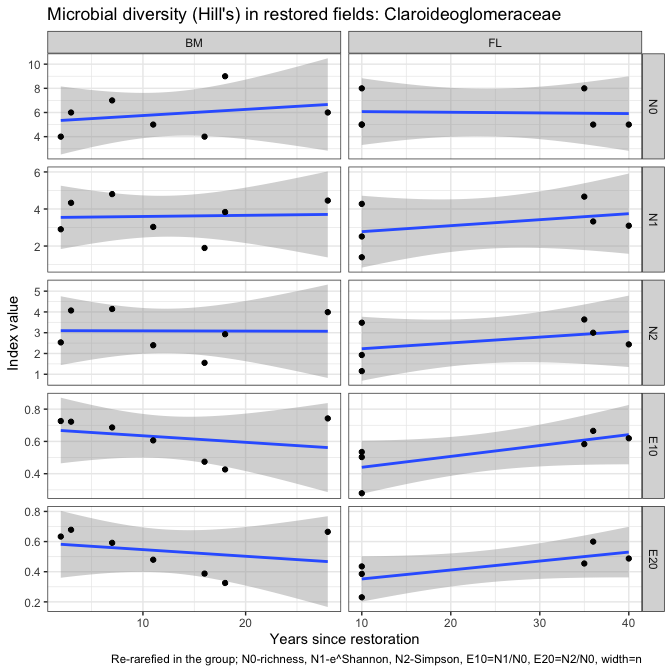 Microbial diversity (Hill's) in restored fields: Claroideoglomeraceae
BM
FL
10
8
6
4
N0
6
4
2
N1
Index value
5
4
3
2
1
N2
0.8
0.6
0.4
E10
0.8
0.6
0.4
0.2
E20
10
20
10
20
30
40
Years since restoration
Re-rarefied in the group; N0-richness, N1-e^Shannon, N2-Simpson, E10=N1/N0, E20=N2/N0, width=n